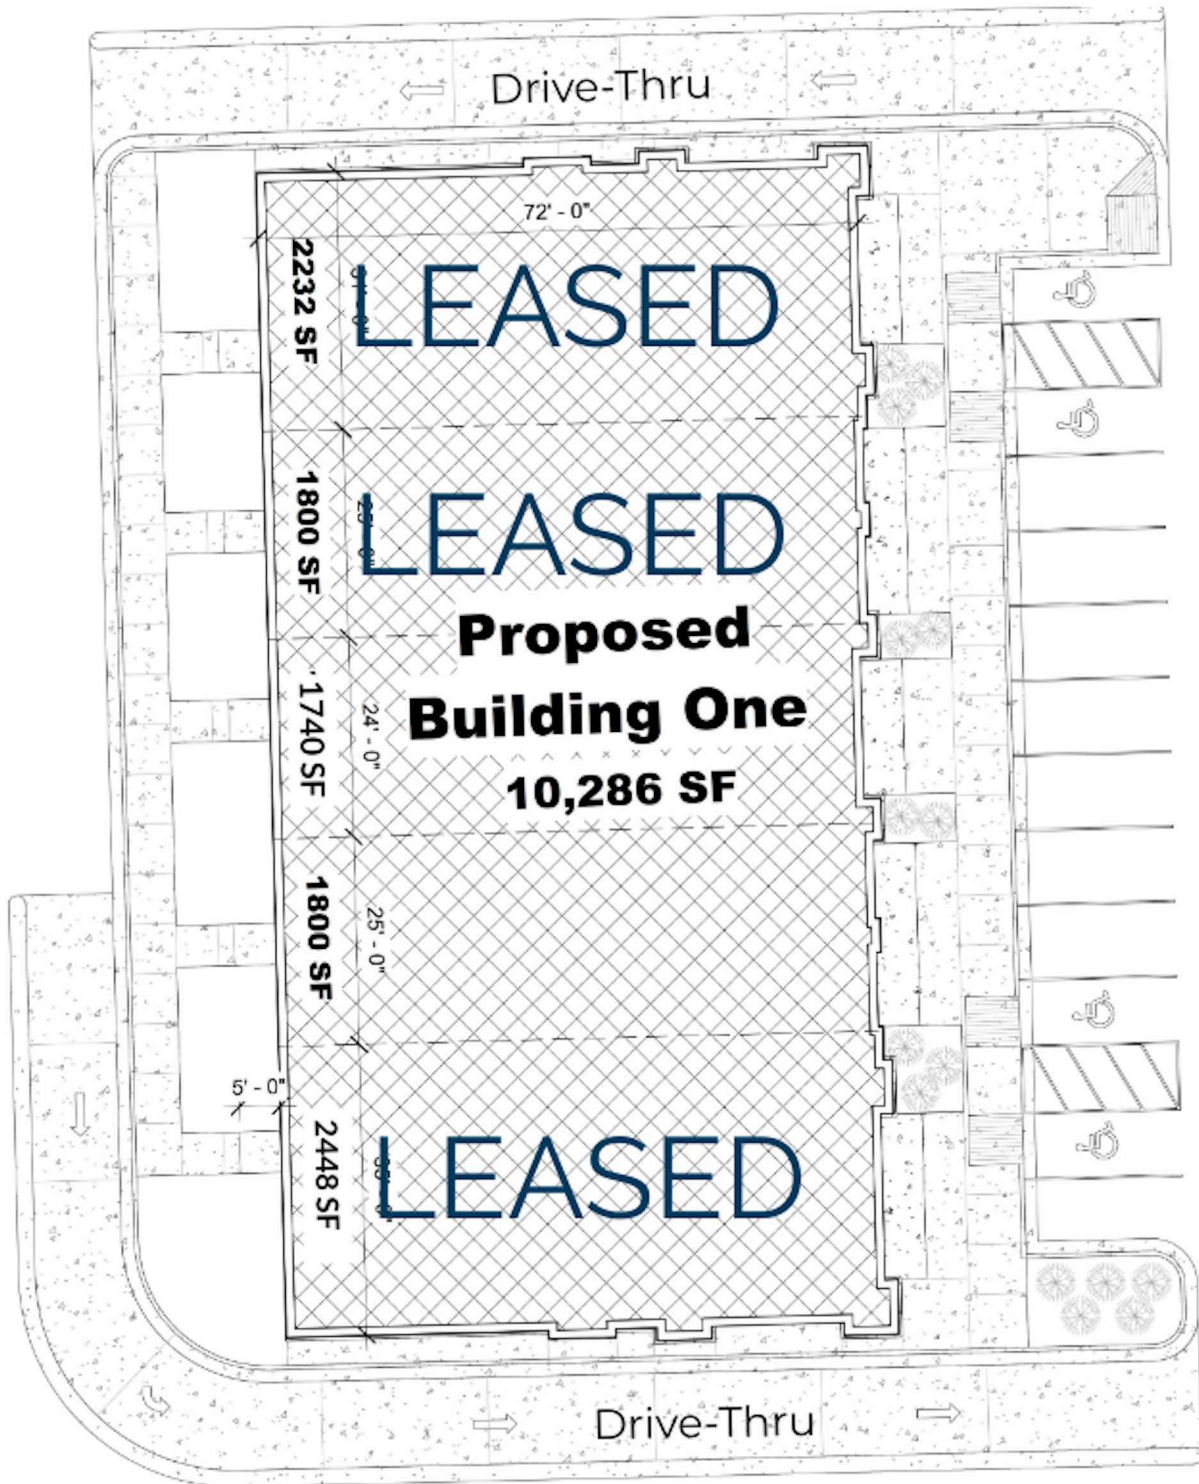 Drive-Thru
72' - 0"
2232 SF
LEASED
1800 SF
LEASED
Proposed
Building One
10,286 SF
1740 SF
24' - 0"
1800 SF
25' - 0"
5' - 0"
2448 SF
LEASED
Drive-Thru